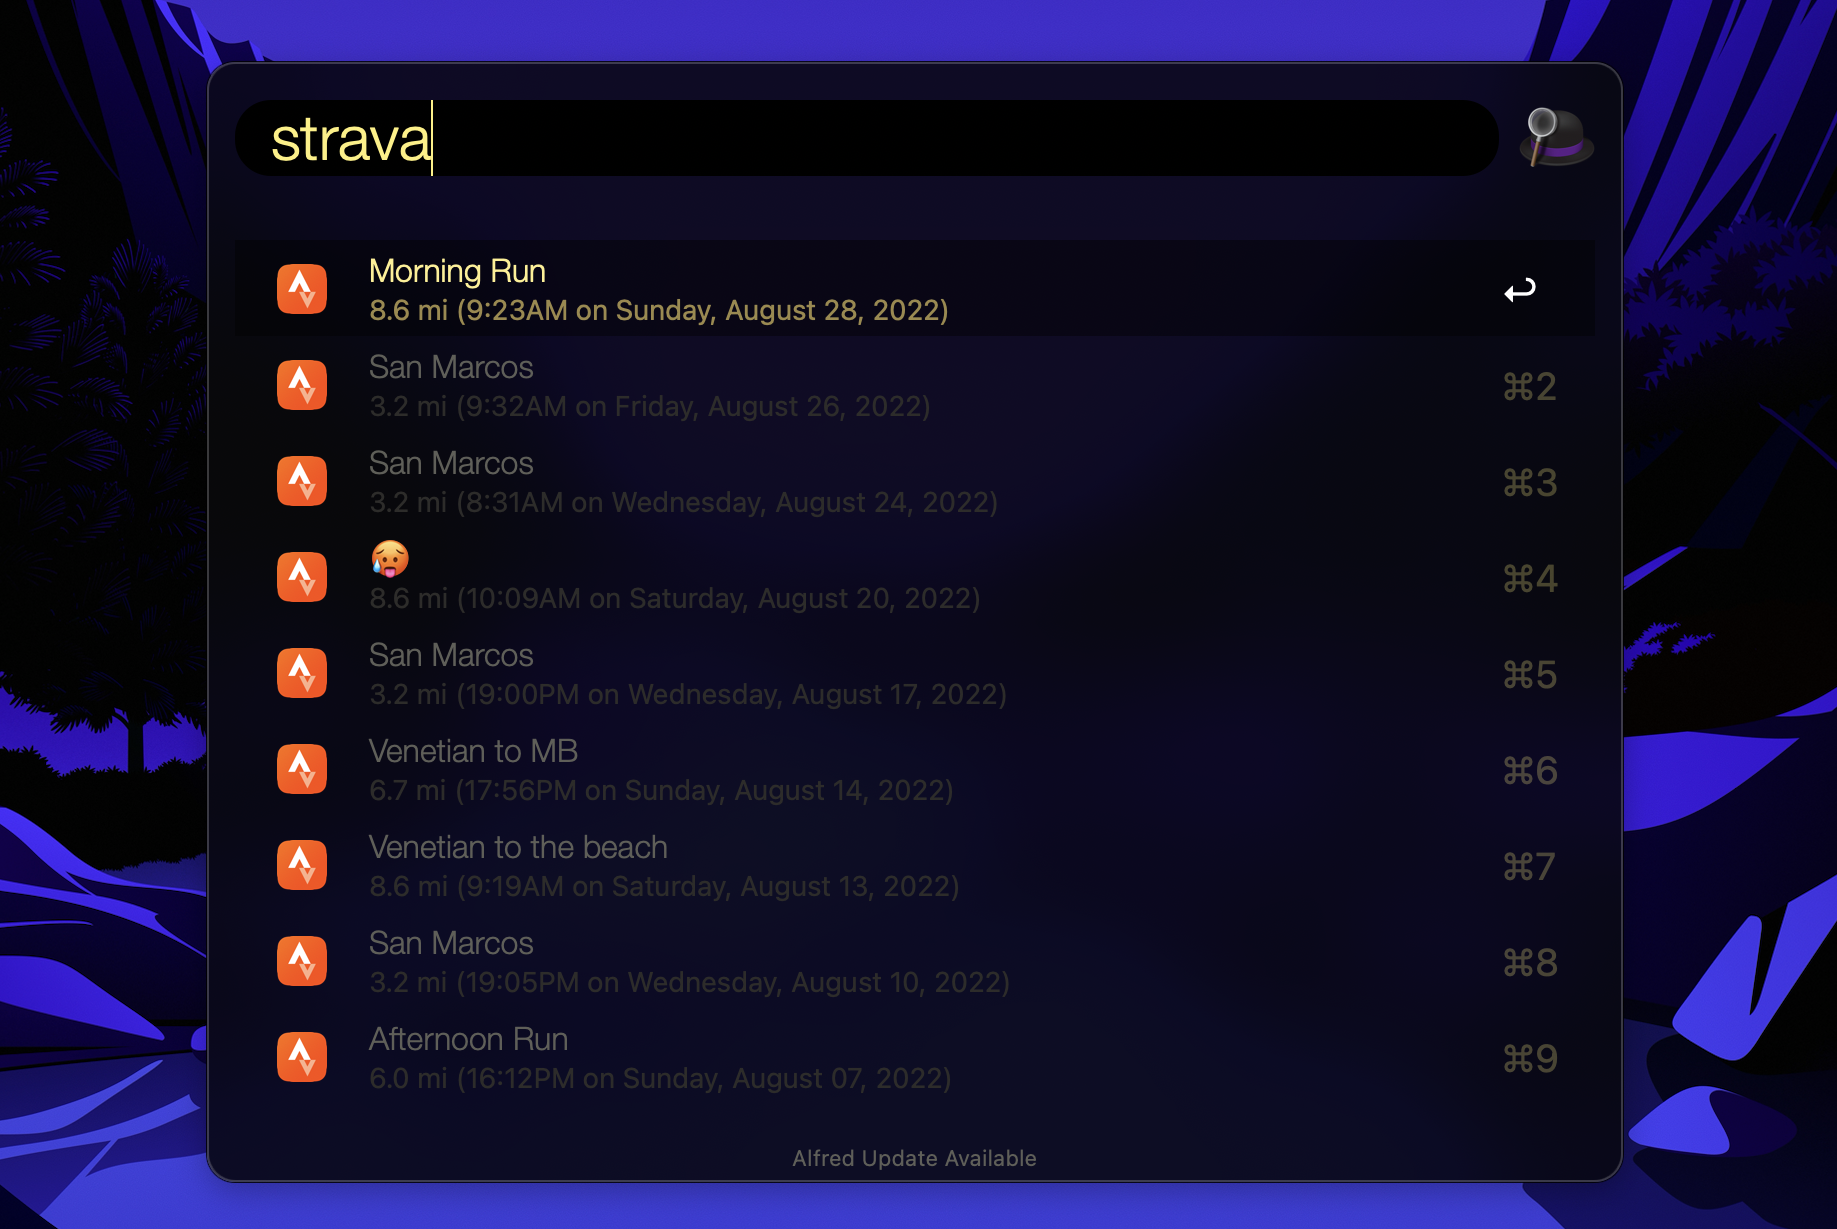 strava
Morning Run
8.6 mi (9:23AM on Sunday, August 28, 2022)
San Marcos
3.2 mi (9:32AM on Friday, August 26, 2022)
⌘2
San Marcos
3.2 mi (8:31AM on Wednesday, August 24, 2022)
⌘3
🥵
8.6 mi (10:09AM on Saturday, August 20, 2022)
⌘4
San Marcos
3.2 mi (19:00PM on Wednesday, August 17, 2022)
⌘5
Venetian to MB
6.7 mi (17:56PM on Sunday, August 14, 2022)
⌘6
Venetian to the beach
8.6 mi (9:19AM on Saturday, August 13, 2022)
⌘7
San Marcos
3.2 mi (19:05PM on Wednesday, August 10, 2022)
⌘8
Afternoon Run
6.0 mi (16:12PM on Sunday, August 07, 2022)
⌘9
Alfred Update Available